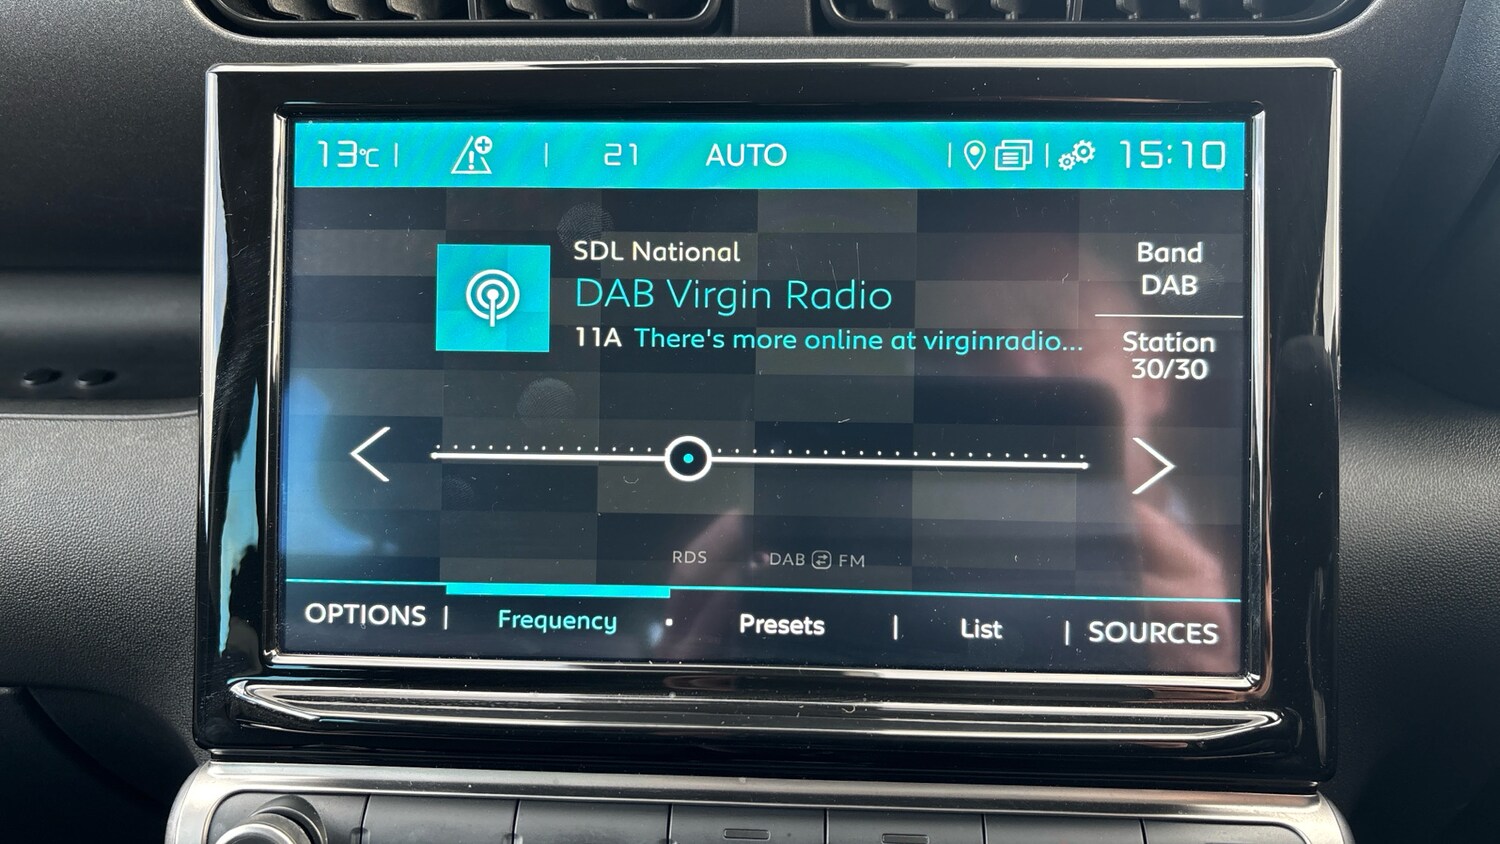 13°C 21 AUTO 15:10
SDL National
DAB Virgin Radio
11A There's more online at virginradio...
Band
DAB
Station
30/30
RDS DAB FM
OPTIONS | Frequency Presets | List | SOURCES